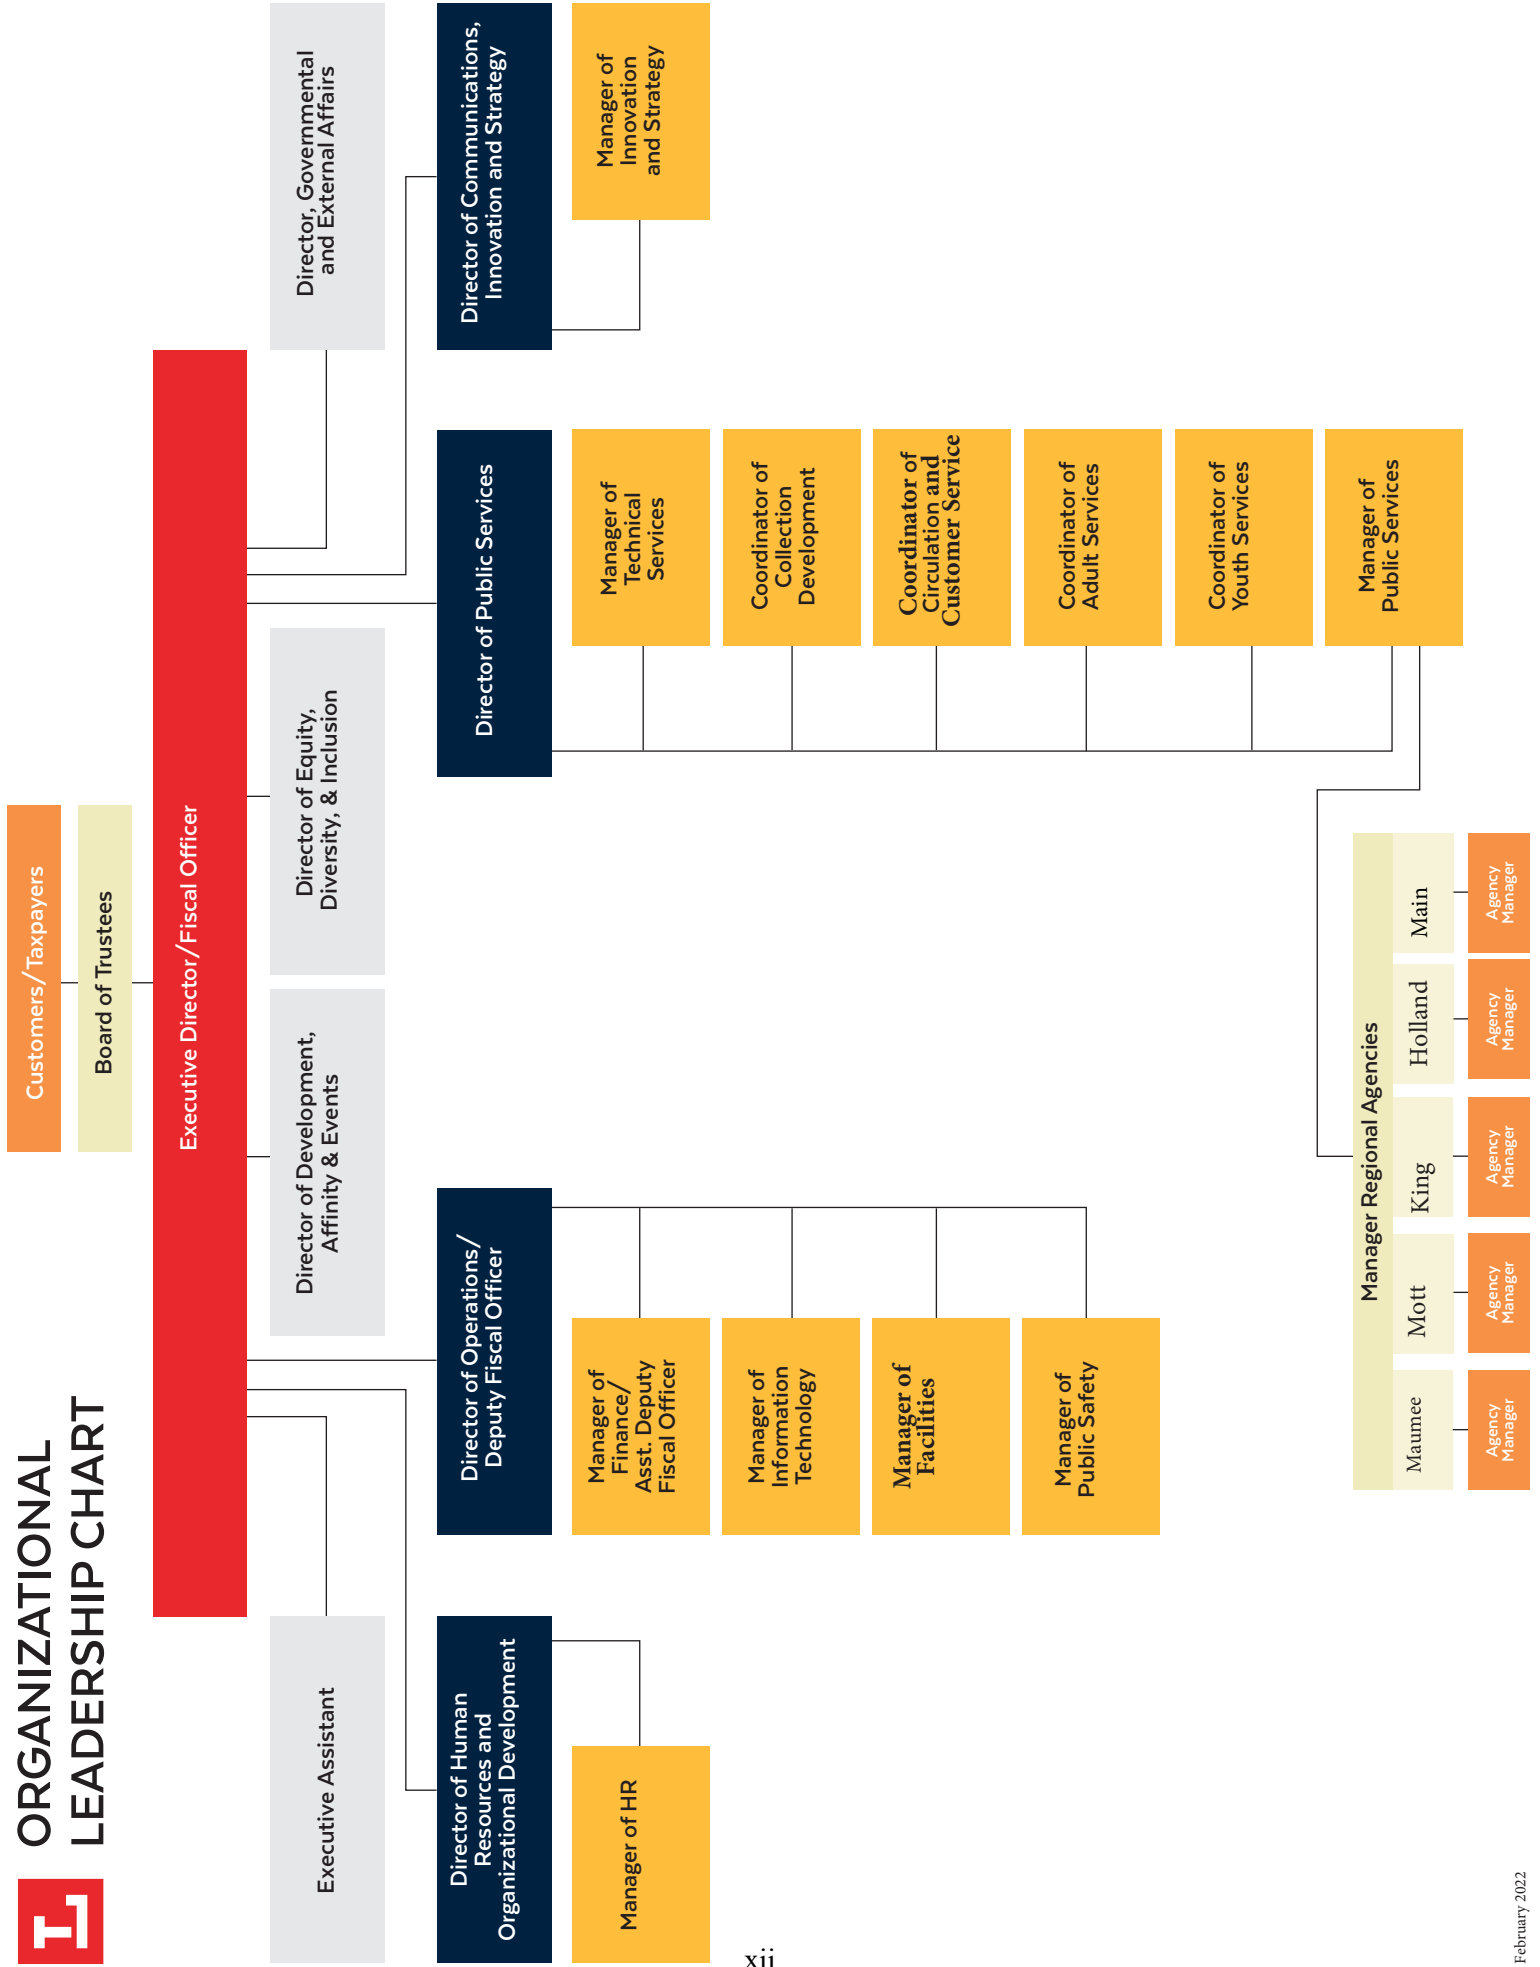 ORGANIZATIONAL
LEADERSHIP CHART
Customers/Taxpayers
Board of Trustees
Executive Director/Fiscal Officer
Executive Assistant
Director of Development,
Affinity & Events
Director of Equity,
Diversity, & Inclusion
Director, Governmental
and External Affairs
Director of Human
Resources and
Organizational Development
Director of Operations/
Deputy Fiscal Officer
Director of Public Services
Director of Communications,
Innovation and Strategy
Manager of HR
Manager of
Finance/
Asst. Deputy
Fiscal Officer
Manager of
Information
Technology
Manager of
Facilities
Manager of
Public Safety
Manager of
Technical
Services
Coordinator of
Collection
Development
Coordinator of
Circulation and
Customer Service
Coordinator of
Adult Services
Coordinator of
Youth Services
Manager of
Public Services
Manager of
Innovation
and Strategy
Manager Regional Agencies
Maumee
Mott
King
Holland
Main
Agency
Manager
Agency
Manager
Agency
Manager
Agency
Manager
Agency
Manager
February 2022
xii